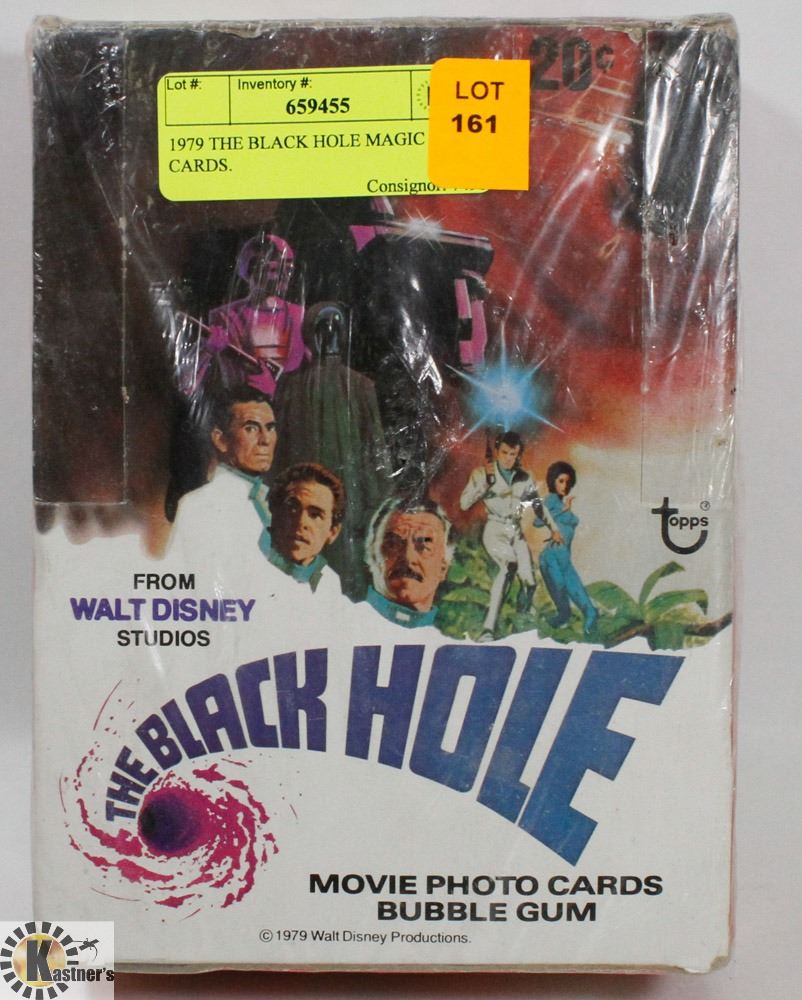 20¢
Lot #:
Inventory #:
659455
LOT
161
1979 THE BLACK HOLE MAGIC
CARDS.
Consignor:
topps
®
FROM
WALT DISNEY
STUDIOS
THE BLACK HOLE
MOVIE PHOTO CARDS
BUBBLE GUM
© 1979 Walt Disney Productions.
Kastner's